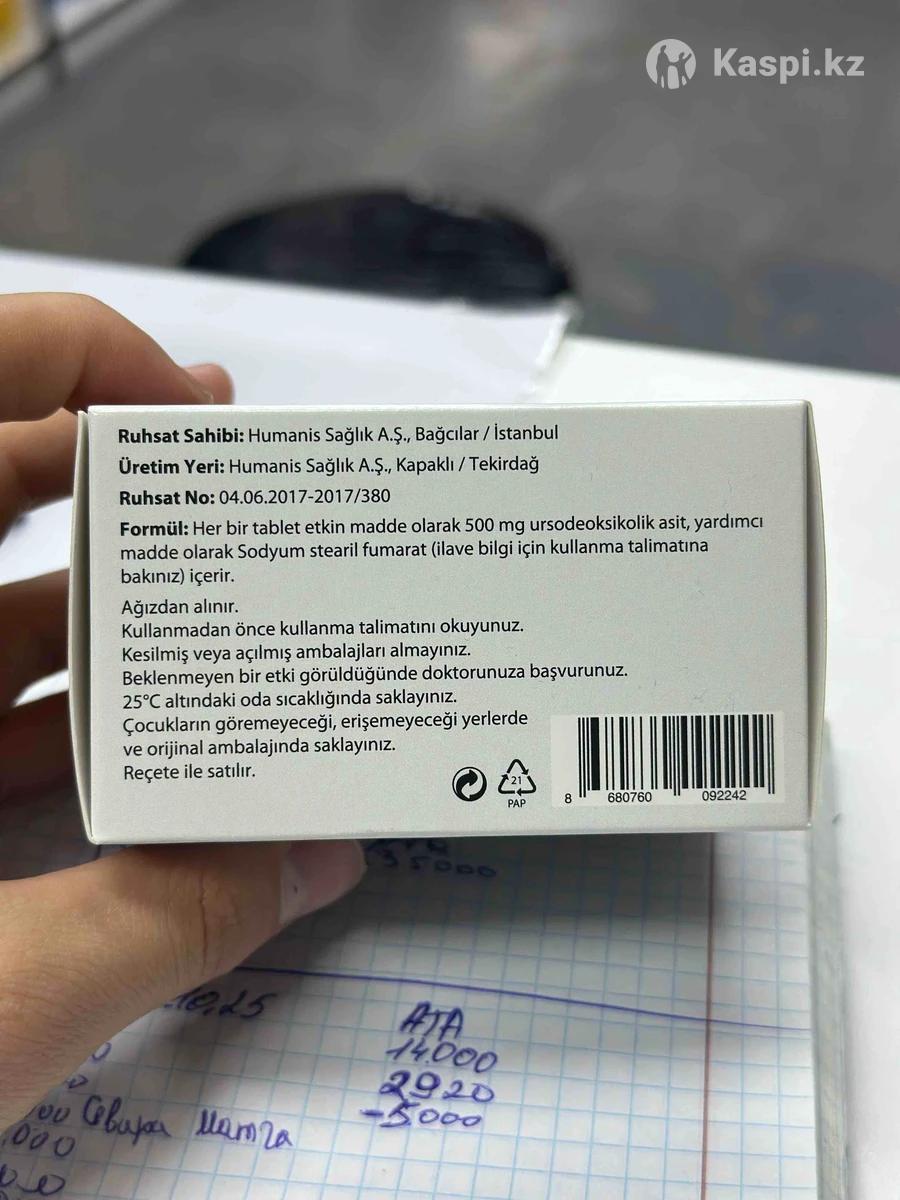 Kaspi.kz
Ruhsat Sahibi: Humanis Sağlık A.Ş., Bağcılar / İstanbul
Üretim Yeri: Humanis Sağlık A.Ş., Kapaklı / Tekirdağ
Ruhsat No: 04.06.2017-2017/380
Formül: Her bir tablet etkin madde olarak 500 mg ursodeoksikolik asit, yardımcı
madde olarak Sodyum stearil fumarat (ilave bilgi için kullanma talimatına
bakınız) içerir.
Ağızdan alınır.
Kullanmadan önce kullanma talimatını okuyunuz.
Kesilmiş veya açılmış ambalajları almayınız.
Beklenmeyen bir etki görüldüğünde doktorunuza başvurunuz.
25°C altındaki oda sıcaklığında saklayınız.
Çocukların göremeyeceği, erişemeyeceği yerlerde
ve orijinal ambalajında saklayınız.
Reçete ile satılır.
21
PAP
8 680760 092242
35000
10.25
АТА
14.000
2920
-5000